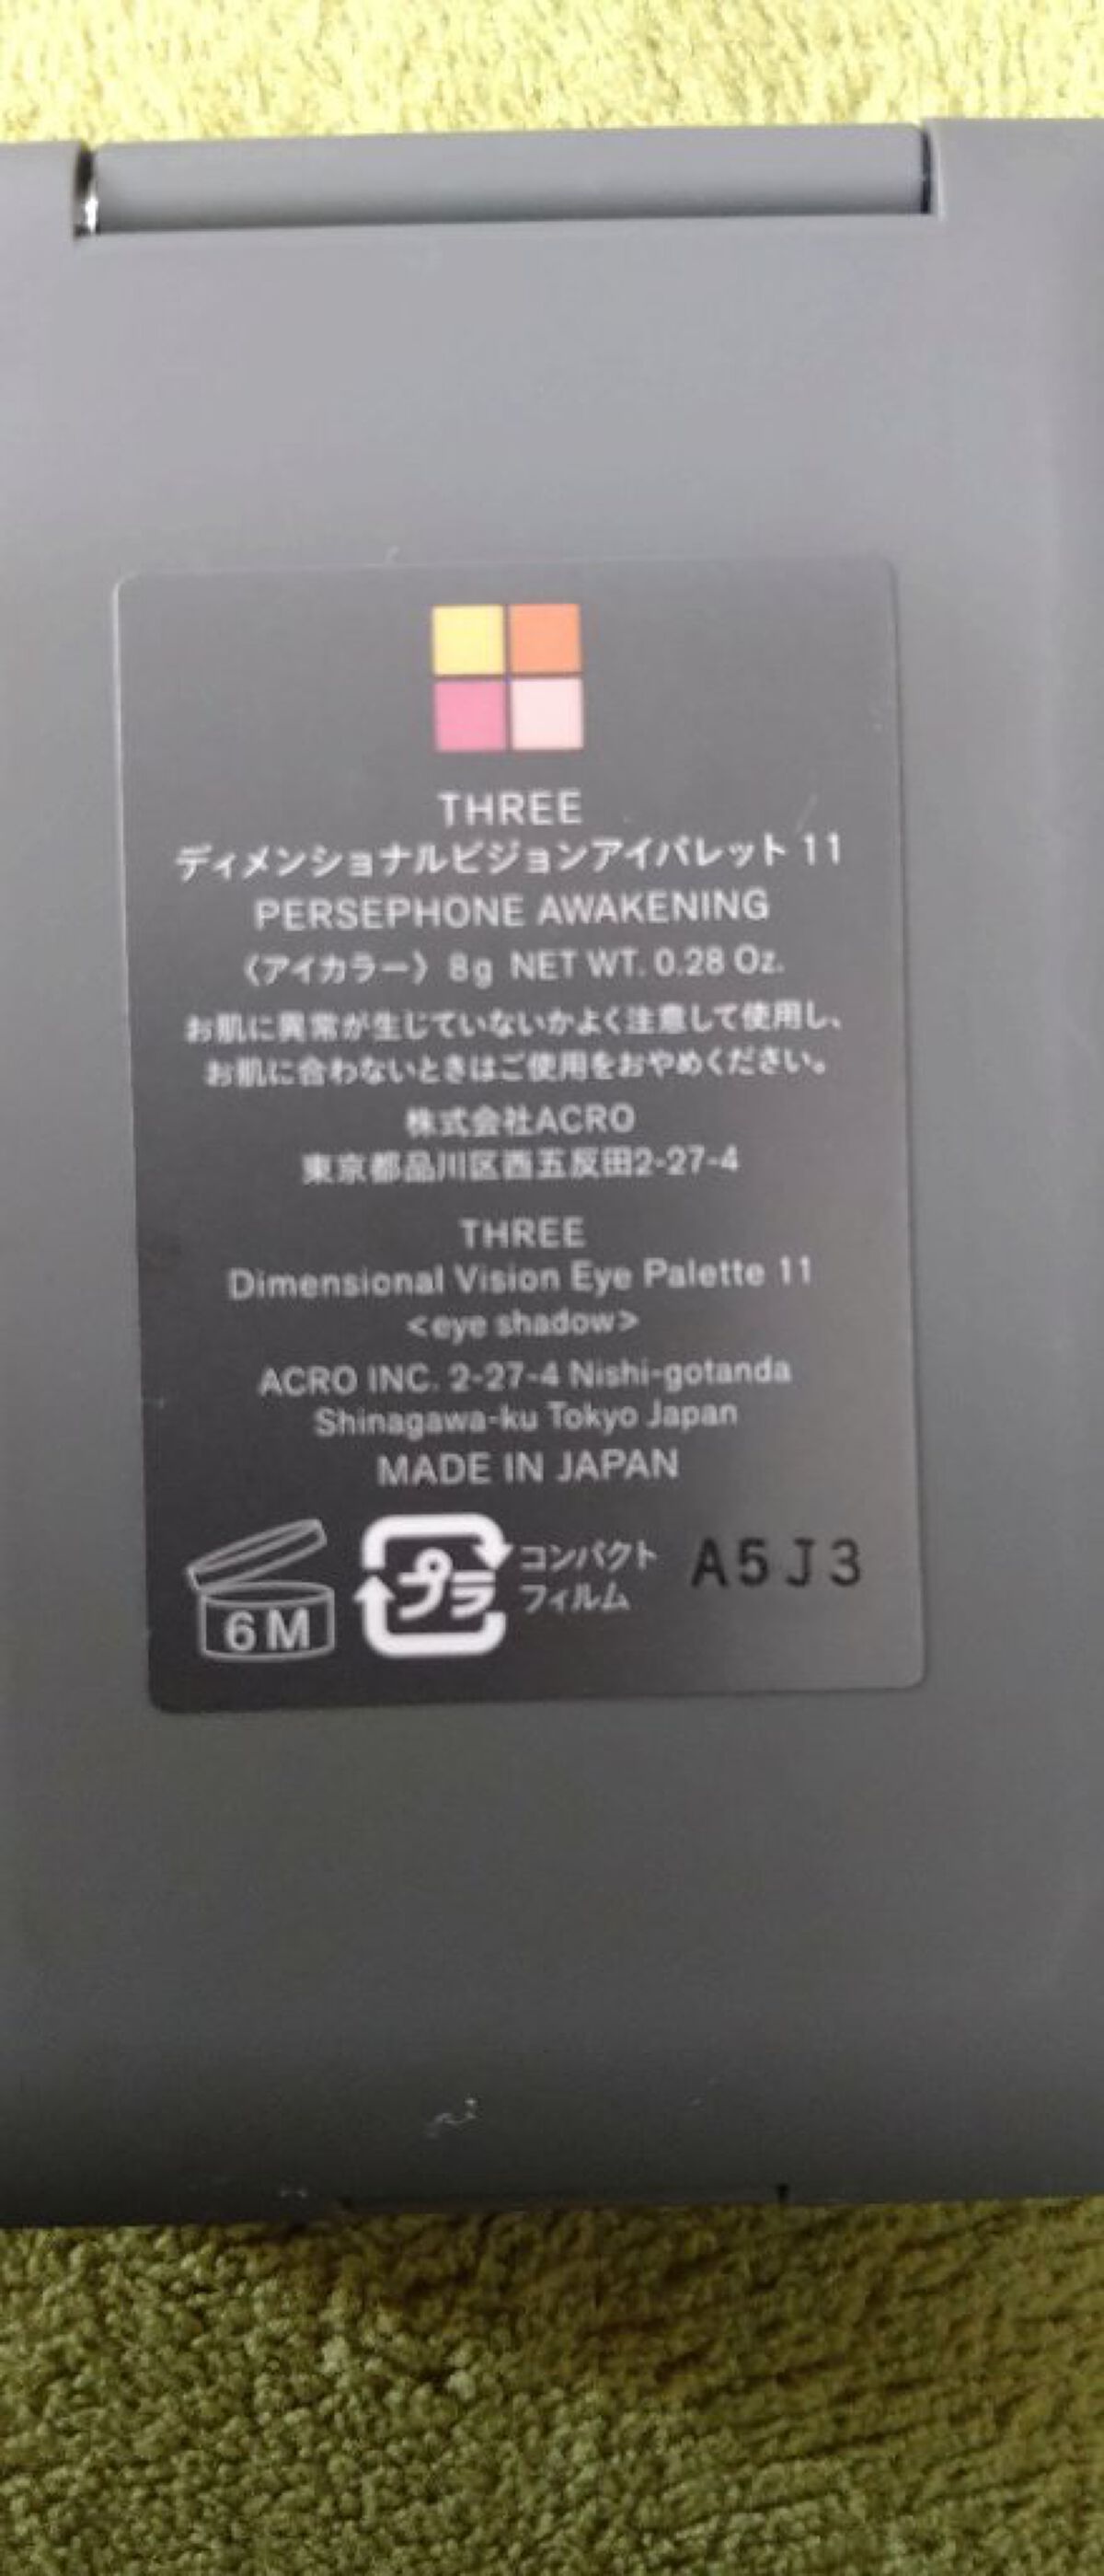 THREE
ディメンショナルビジョンアイパレット 11
PERSEPHONE AWAKENING
〈アイカラー〉 8g NET WT. 0.28 Oz.
お肌に異常が生じていないかよく注意して使用し、
お肌に合わないときはご使用をおやめください。
株式会社ACRO
東京都品川区西五反田2-27-4
THREE
Dimensional Vision Eye Palette 11
<eye shadow>
ACRO INC. 2-27-4 Nishi-gotanda
Shinagawa-ku Tokyo Japan
MADE IN JAPAN
6M
プラ
コンパクト
フィルム
A5J3